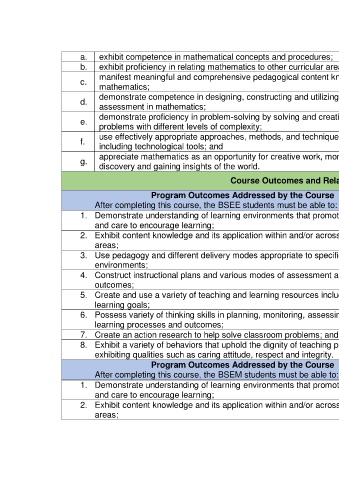 a. exhibit competence in mathematical concepts and procedures;
b. exhibit proficiency in relating mathematics to other curricular
c. manifest meaningful and comprehensive pedagogical content
mathematics;
d. demonstrate competence in designing, constructing and utilizing
assessment in mathematics;
e. demonstrate proficiency in problem-solving by solving and
problems with different levels of complexity;
f. use effectively appropriate approaches, methods, and
including technological tools; and
g. appreciate mathematics as an opportunity for creative work,
discovery and gaining insights of the world.
Course Outcomes and
Program Outcomes Addressed by the Course
After completing this course, the BSEE students must be able to:
1. Demonstrate understanding of learning environments that
and care to encourage learning;
2. Exhibit content knowledge and its application within and/or across
areas;
3. Use pedagogy and different delivery modes appropriate to
environments;
4. Construct instructional plans and various modes of assessment
outcomes;
5. Create and use a variety of teaching and learning resources
learning goals;
6. Possess variety of thinking skills in planning, monitoring,
learning processes and outcomes;
7. Create an action research to help solve classroom problems; and
8. Exhibit a variety of behaviors that uphold the dignity of teaching
exhibiting qualities such as caring attitude, respect and integrity.
Program Outcomes Addressed by the Course
After completing this course, the BSEM students must be able to:
1. Demonstrate understanding of learning environments that
and care to encourage learning;
2. Exhibit content knowledge and its application within and/or across
areas;